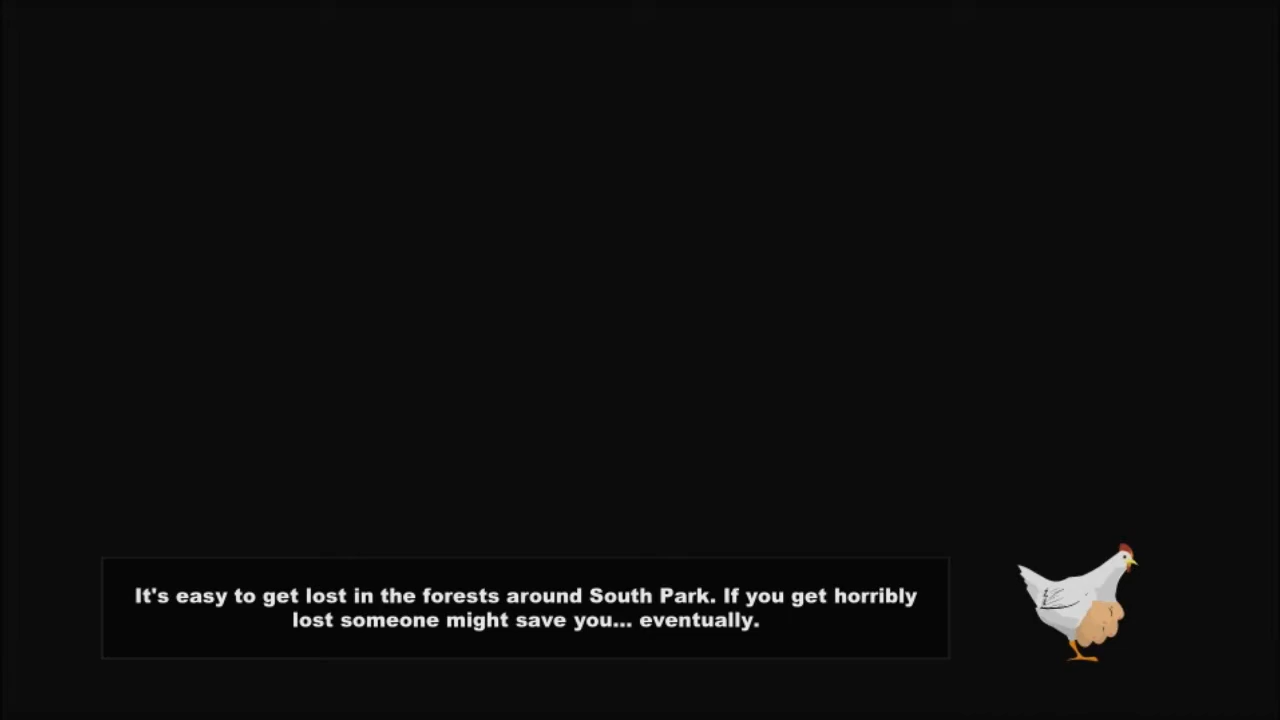 It's easy to get lost in the forests around South Park. If you get horribly
lost someone might save you... eventually.